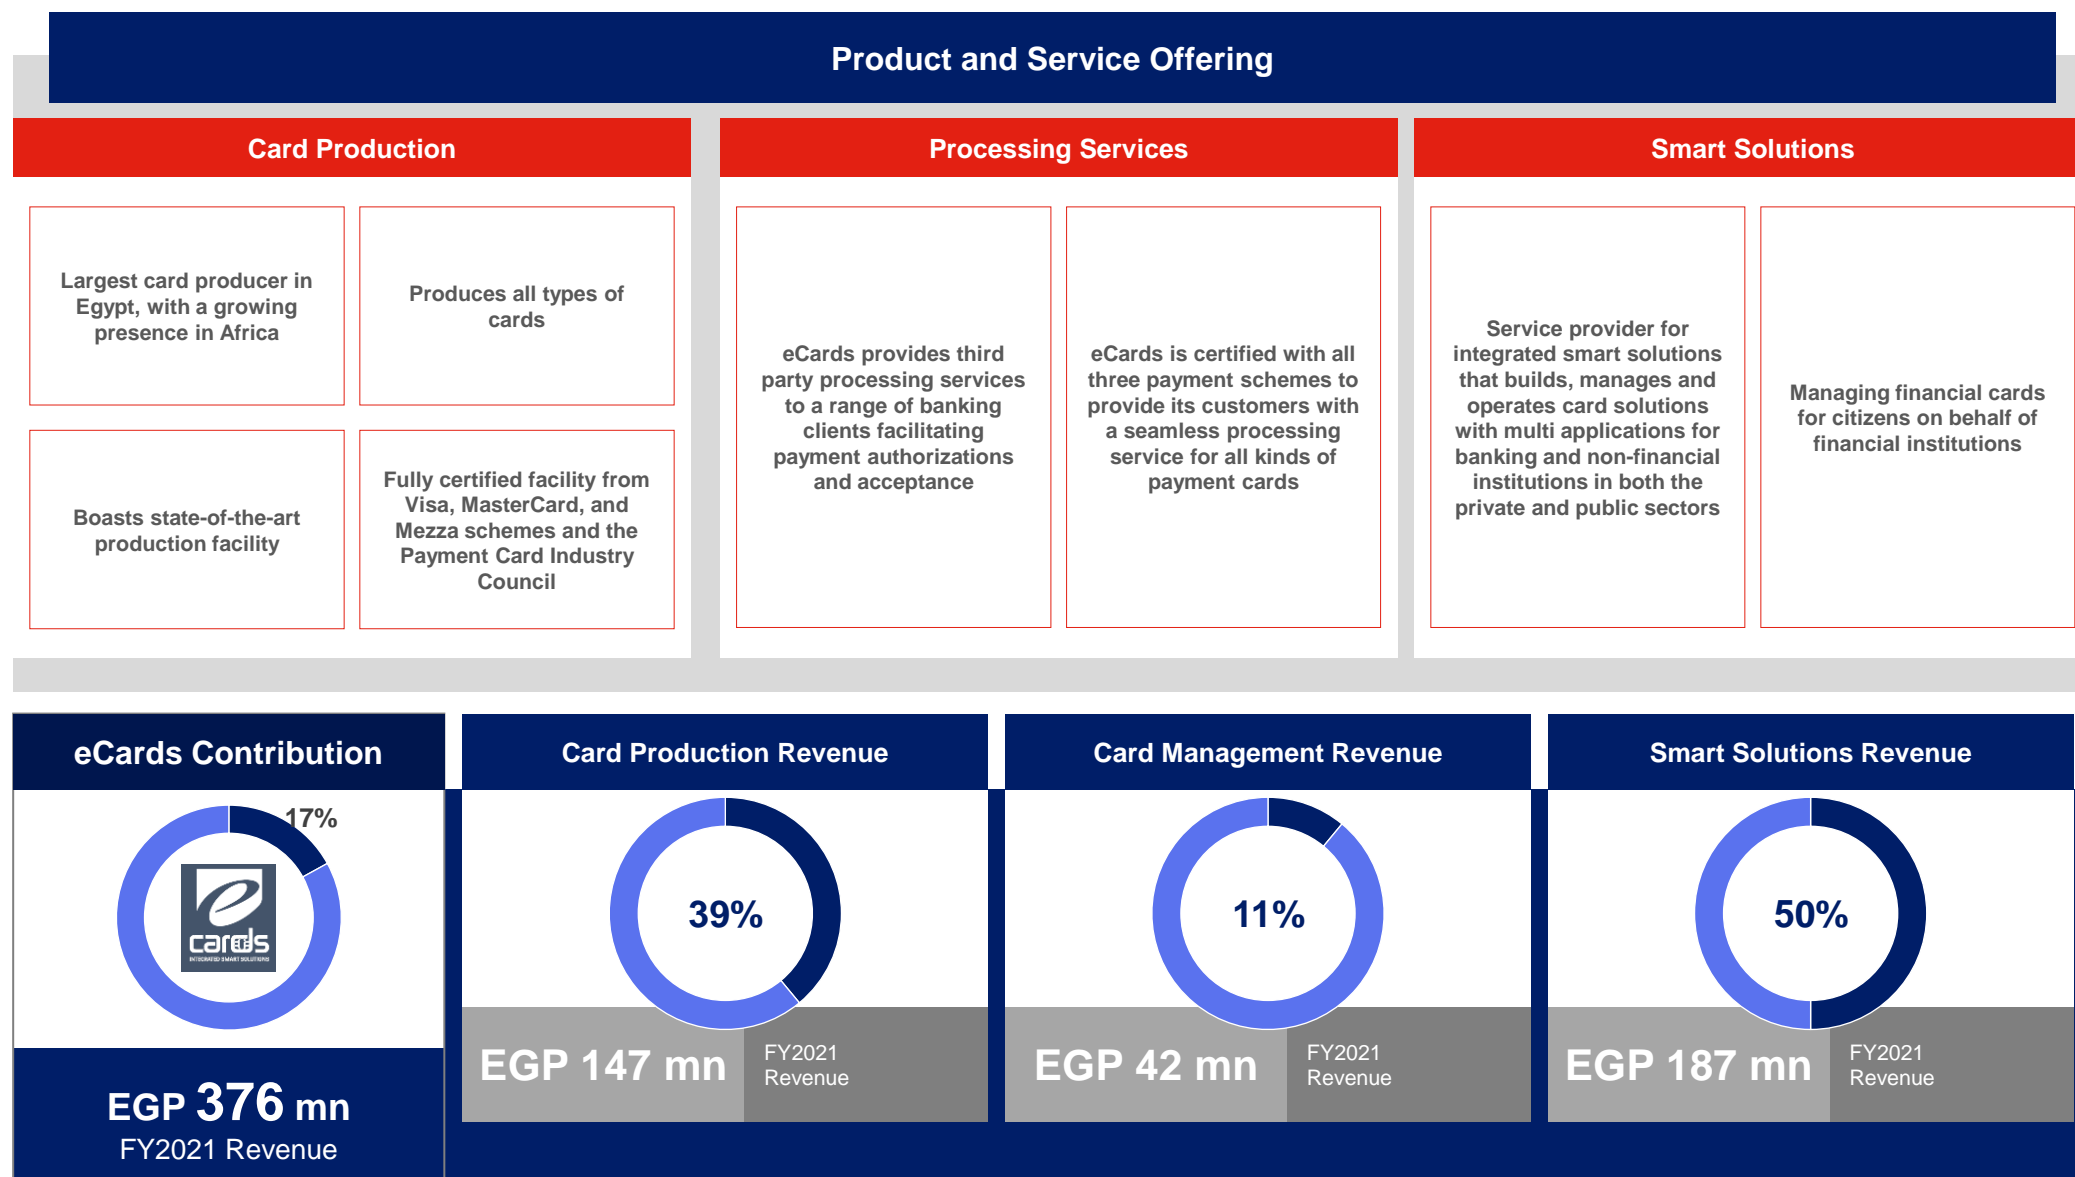 Product and Service Offering
Card Production
Largest card producer in
Egypt, with a growing
presence in Africa
Produces all types of
cards
Boasts state-of-the-art
production facility
Fully certified facility from
Visa, MasterCard, and
Mezza schemes and the
Payment Card Industry
Council
Processing Services
eCards provides third
party processing services
to a range of banking
clients facilitating
payment authorizations
and acceptance
eCards is certified with all
three payment schemes to
provide its customers with
a seamless processing
service for all kinds of
payment cards
Smart Solutions
Service provider for
integrated smart solutions
that builds, manages and
operates card solutions
with multi applications for
banking and non-financial
institutions in both the
private and public sectors
Managing financial cards
for citizens on behalf of
financial institutions
eCards Contribution
17%
cards
INTEGRATED SMART SOLUTIONS
EGP 376 mn
FY2021 Revenue
Card Production Revenue
39%
EGP 147 mn
FY2021
Revenue
Card Management Revenue
11%
EGP 42 mn
FY2021
Revenue
Smart Solutions Revenue
50%
EGP 187 mn
FY2021
Revenue